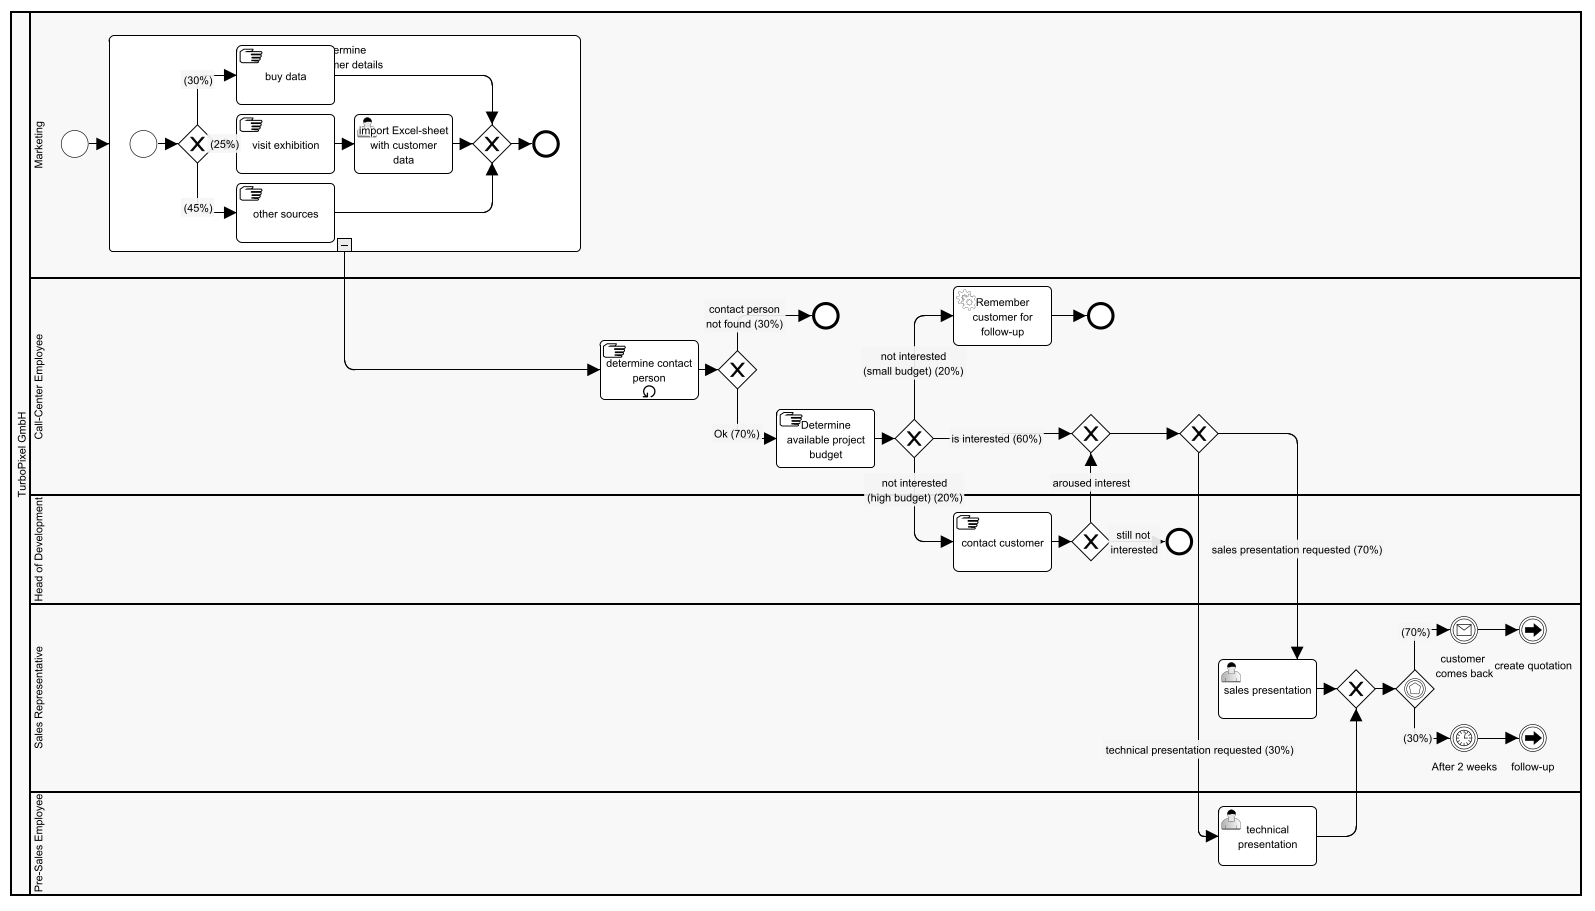 TurboPixel GmbH
Marketing
ermine
ner details
(30%)
buy data
(25%)
visit exhibition
import Excel-sheet
with customer
data
(45%)
other sources
Call-Center Employee
determine contact
person
contact person
not found (30%)
Ok (70%)
Determine
available project
budget
not interested
(small budget) (20%)
Remember
customer for
follow-up
is interested (60%)
not interested
(high budget) (20%)
aroused interest
Head of Development
contact customer
still not
interested
sales presentation requested (70%)
Sales Representative
sales presentation
(70%)
customer
comes back
create quotation
(30%)
After 2 weeks
follow-up
technical presentation requested (30%)
Pre-Sales Employee
technical
presentation